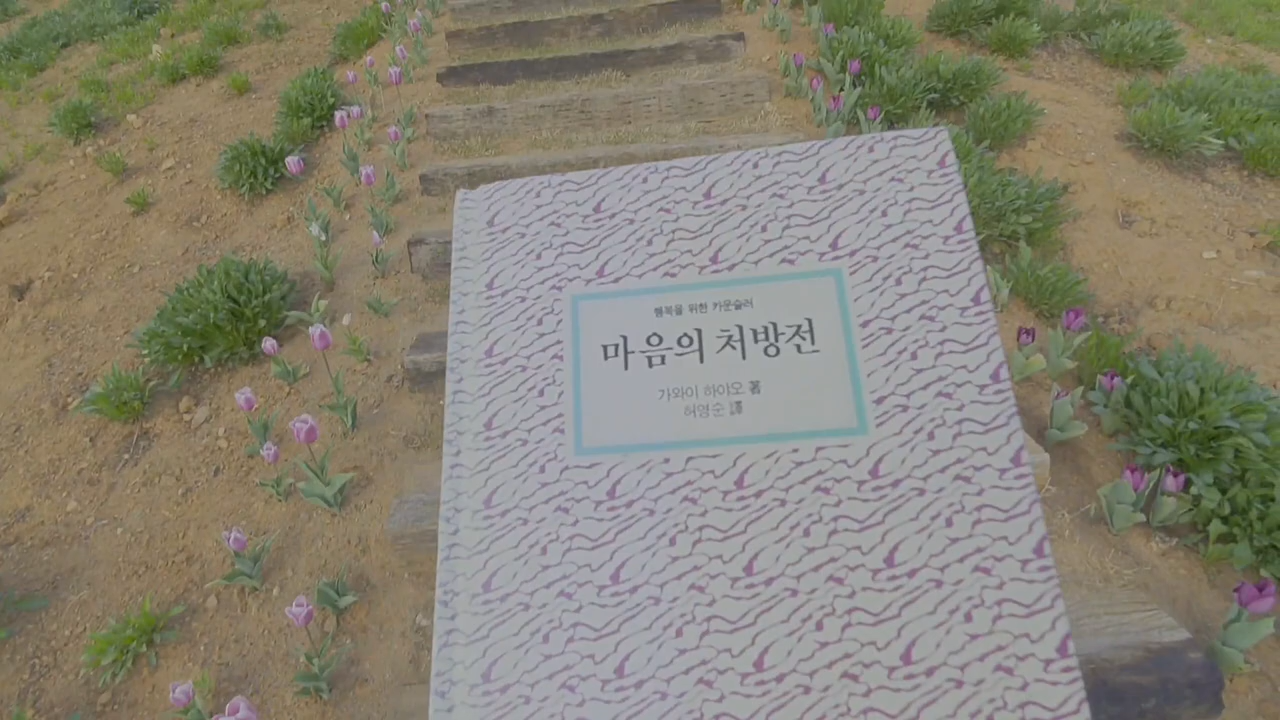 행복을 위한 카운슬러
마음의 처방전
가와이 하야오 著
허영순 譯